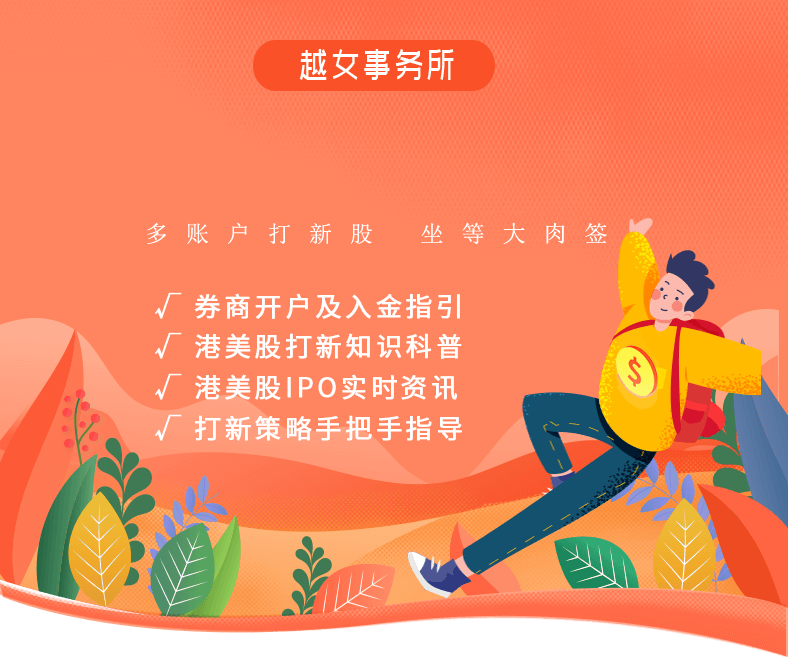 越女事务所
多账户打新股 坐等大肉签
√ 券商开户及入金指引
√ 港美股打新知识科普
√ 港美股IPO实时资讯
√ 打新策略手把手指导
$